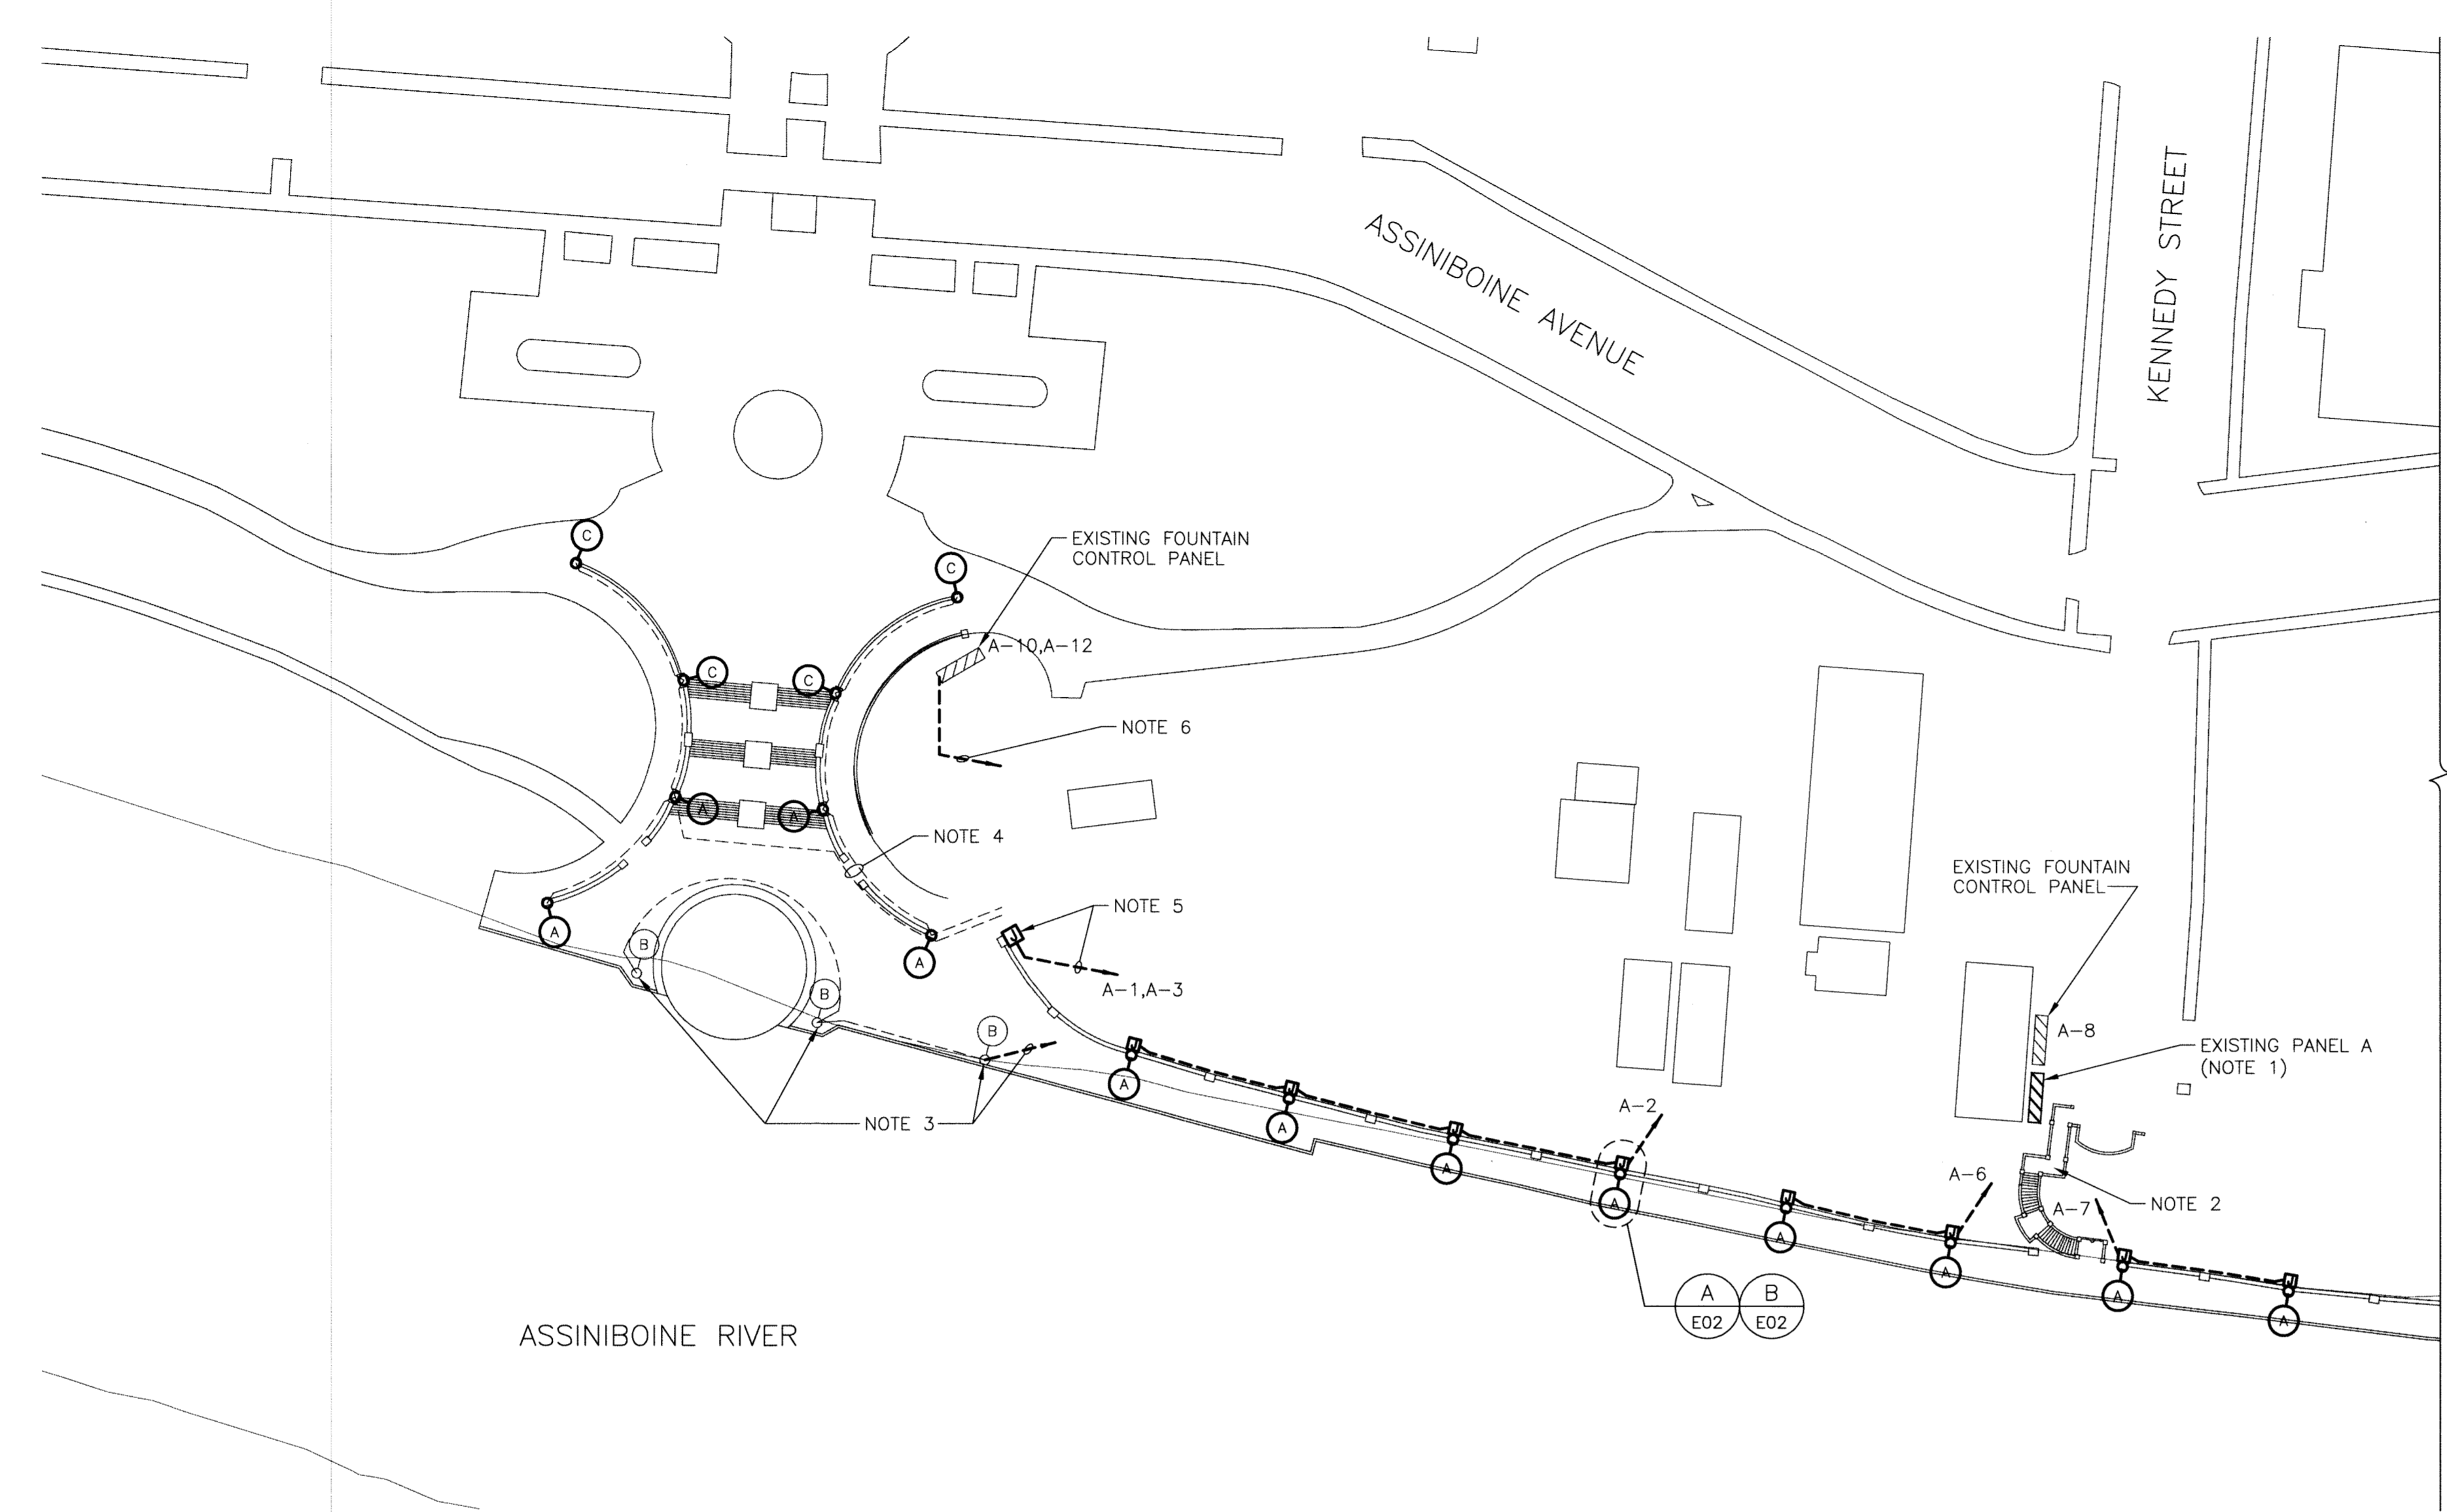 ASSINIBOINE AVENUE
KENNEDY STREET
C
C
EXISTING FOUNTAIN
CONTROL PANEL
A-10,A-12
C
C
NOTE 6
A
A
NOTE 4
EXISTING FOUNTAIN
CONTROL PANEL
NOTE 5
J
A
B
A
A-1,A-3
B
B
A-8
EXISTING PANEL A
(NOTE 1)
NOTE 3
J
A
J
A
J
A
A-2
J
A
J
A
A-6
J
A
A-7
NOTE 2
J
A
J
A
A
E02
B
E02
ASSINIBOINE RIVER